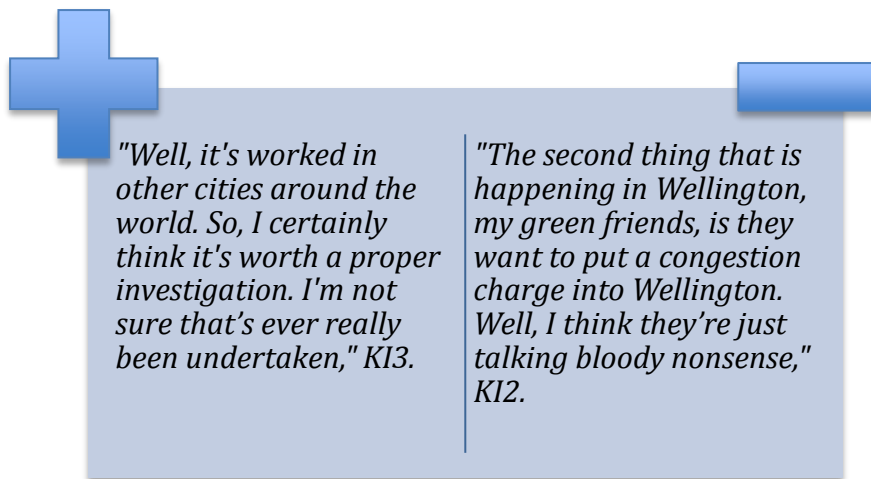 "Well, it's worked in
other cities around the
world. So, I certainly
think it's worth a proper
investigation. I'm not
sure that’s ever really
been undertaken," KI3.
"The second thing that is
happening in Wellington,
my green friends, is they
want to put a congestion
charge into Wellington.
Well, I think they’re just
talking bloody nonsense,"
KI2.